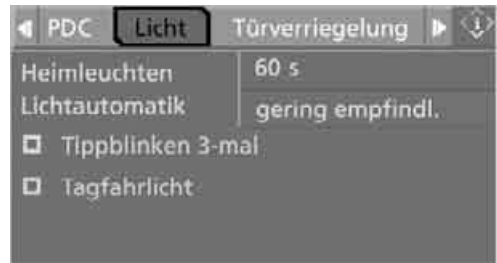 PDC Licht Türverriegelung
Heimleuchten 60 s
Lichtautomatik gering empfindl.
Tippblinken 3-mal
Tagfahrlicht